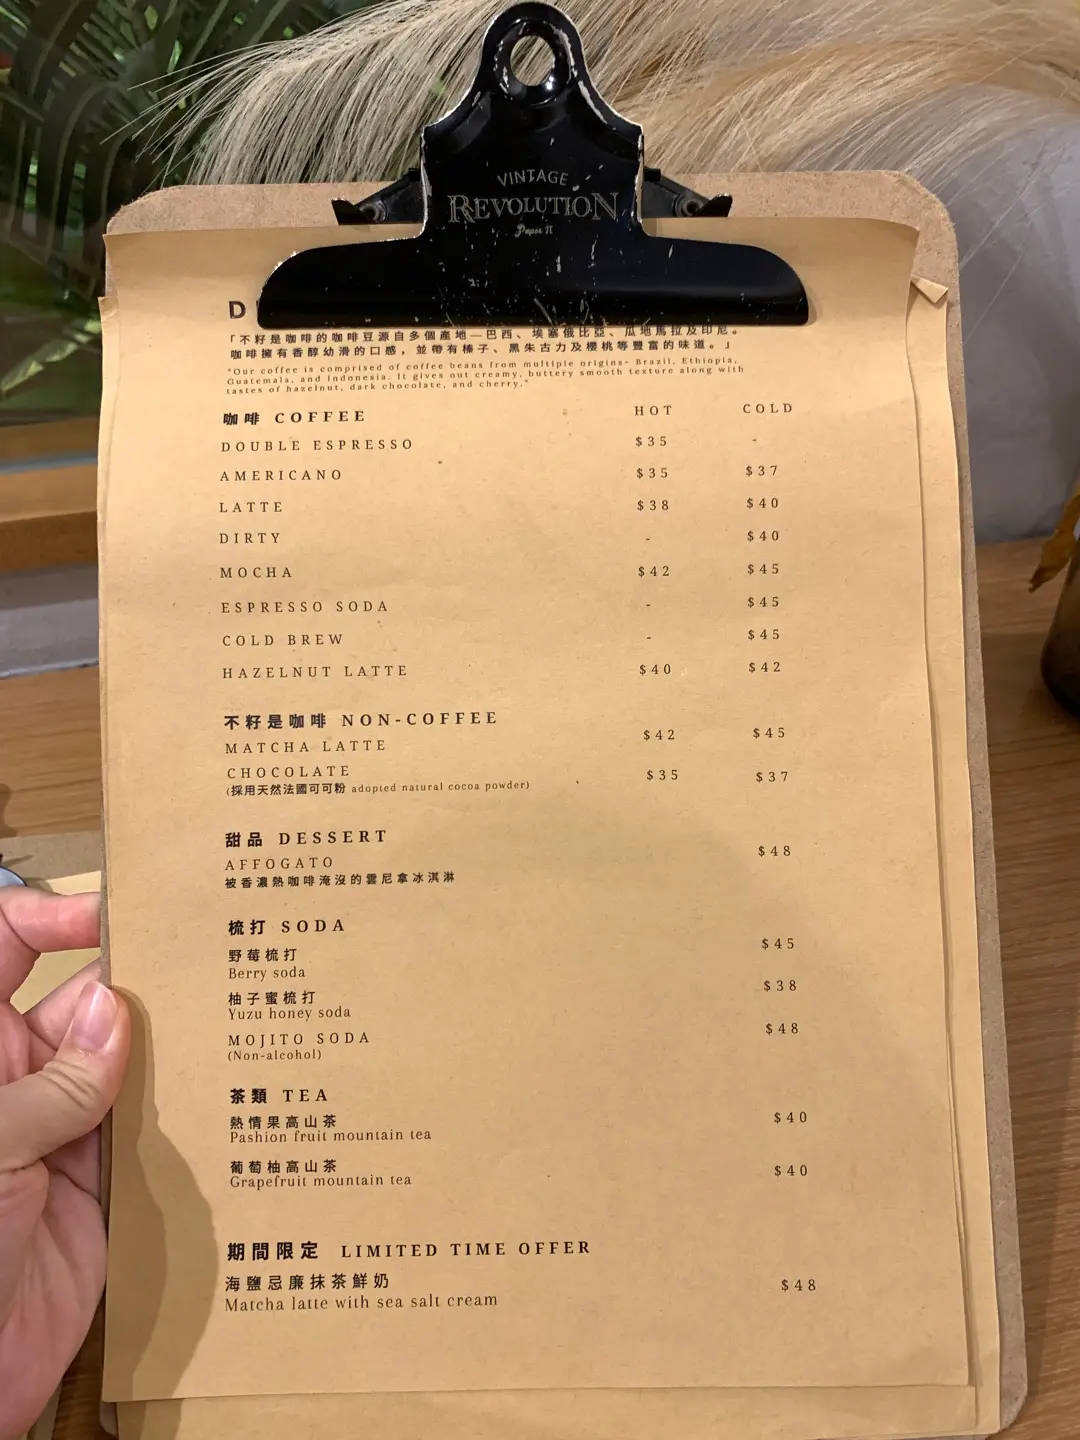 VINTAGE
REVOLUTION
Paper π
D
「不籽是咖啡的咖啡豆源自多個產地—巴西、埃塞俄比亞、瓜地馬拉及印尼。
咖啡擁有香醇幼滑的口感，並帶有榛子、黑朱古力及櫻桃等豐富的味道。」
"Our coffee is comprised of coffee beans from multiple origins- Brazil, Ethiopia,
Guatemala, and Indonesia. It gives out creamy, buttery smooth texture along with
tastes of hazelnut, dark chocolate, and cherry."
咖啡 COFFEE HOT COLD
DOUBLE ESPRESSO $35 -
AMERICANO $35 $37
LATTE $38 $40
DIRTY - $40
MOCHA $42 $45
ESPRESSO SODA - $45
COLD BREW - $45
HAZELNUT LATTE $40 $42
不籽是咖啡 NON-COFFEE
MATCHA LATTE $42 $45
CHOCOLATE $35 $37
(採用天然法國可可粉 adopted natural cocoa powder)
甜品 DESSERT
AFFOGATO $48
被香濃熱咖啡淹沒的雲尼拿冰淇淋
梳打 SODA
野莓梳打 $45
Berry soda
柚子蜜梳打 $38
Yuzu honey soda
MOJITO SODA $48
(Non-alcohol)
茶類 TEA
熱情果高山茶 $40
Pashion fruit mountain tea
葡萄柚高山茶 $40
Grapefruit mountain tea
期間限定 LIMITED TIME OFFER
海鹽忌廉抹茶鮮奶 $48
Matcha latte with sea salt cream